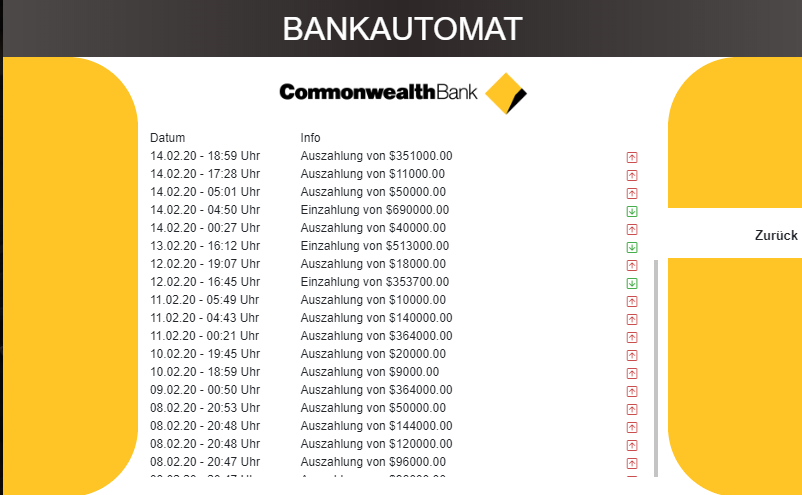 BANKAUTOMAT
CommonwealthBank
Datum Info
14.02.20 - 18:59 Uhr Auszahlung von $351000.00
14.02.20 - 17:28 Uhr Auszahlung von $11000.00
14.02.20 - 05:01 Uhr Auszahlung von $50000.00
14.02.20 - 04:50 Uhr Einzahlung von $690000.00
14.02.20 - 00:27 Uhr Auszahlung von $40000.00
Zurück
13.02.20 - 16:12 Uhr Einzahlung von $513000.00
12.02.20 - 19:07 Uhr Auszahlung von $18000.00
12.02.20 - 16:45 Uhr Einzahlung von $353700.00
11.02.20 - 05:49 Uhr Auszahlung von $10000.00
11.02.20 - 04:43 Uhr Auszahlung von $140000.00
11.02.20 - 00:21 Uhr Auszahlung von $364000.00
10.02.20 - 19:45 Uhr Auszahlung von $20000.00
10.02.20 - 18:59 Uhr Auszahlung von $9000.00
09.02.20 - 00:50 Uhr Auszahlung von $364000.00
08.02.20 - 20:53 Uhr Auszahlung von $50000.00
08.02.20 - 20:48 Uhr Auszahlung von $144000.00
08.02.20 - 20:48 Uhr Auszahlung von $120000.00
08.02.20 - 20:47 Uhr Auszahlung von $96000.00